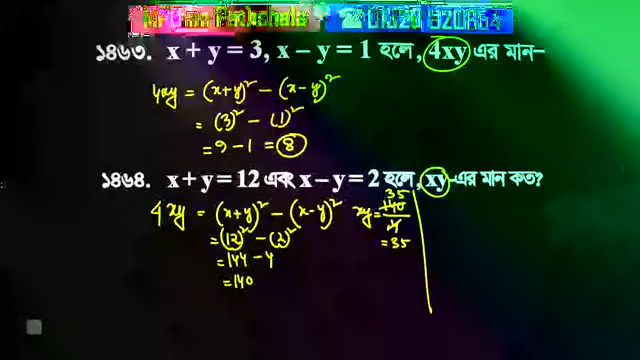 ১৪৬৩. x + y = 3, x − y = 1 হলে, 4xy এর মান–
4xy = (x+y)² − (x−y)²
= (3)² − (1)²
= 9 − 1 = 8
১৪৬৪. x + y = 12 এবং x − y = 2 হলে, xy-এর মান কত?
4xy = (x+y)² − (x−y)²
= (12)² − (2)²
= 144 − 4
= 140
35
xy = 140/4
= 35